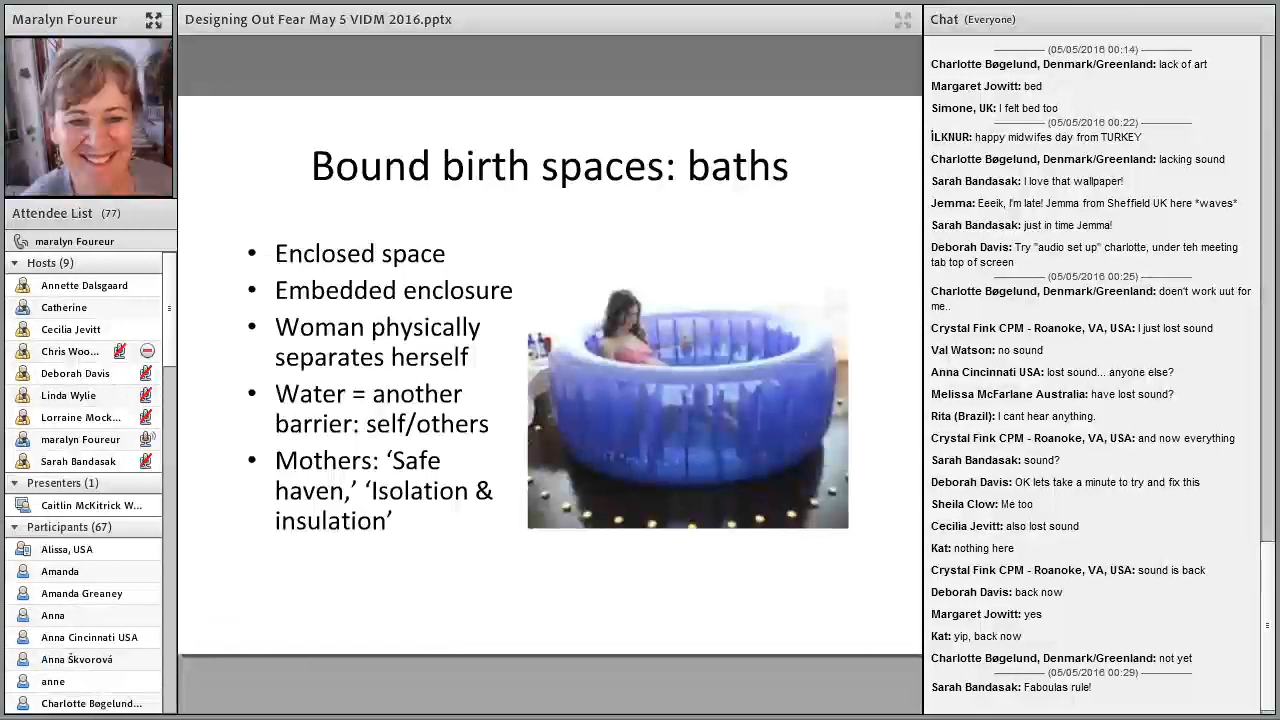 Maralyn Foureur
Attendee List (77)
maralyn Foureur
Hosts (9)
Annette Dalsgaard
Catherine
Cecilia Jevitt
Chris Woo...
Deborah Davis
Linda Wylie
Lorraine Mock...
maralyn Foureur
Sarah Bandasak
Presenters (1)
Caitlin McKitrick W...
Participants (67)
Alissa, USA
Amanda
Amanda Greaney
Anna
Anna Cincinnati USA
Anna Škvorová
anne
Charlotte Bøgelund...
Designing Out Fear May 5 VIDM 2016.pptx
Bound birth spaces: baths
• Enclosed space
• Embedded enclosure
• Woman physically
separates herself
• Water = another
barrier: self/others
• Mothers: ‘Safe
haven,’ ‘Isolation &
insulation’
Chat (Everyone)
(05/05/2016 00:14)
Charlotte Bøgelund, Denmark/Greenland: lack of art
Margaret Jowitt: bed
Simone, UK: I felt bed too
(05/05/2016 00:22)
İLKNUR: happy midwifes day from TURKEY
Charlotte Bøgelund, Denmark/Greenland: lacking sound
Sarah Bandasak: I love that wallpaper!
Jemma: Eeeik, I'm late! Jemma from Sheffield UK here *waves*
Sarah Bandasak: just in time Jemma!
Deborah Davis: Try "audio set up" charlotte, under teh meeting
tab top of screen
(05/05/2016 00:25)
Charlotte Bøgelund, Denmark/Greenland: doen't work uut for
me..
Crystal Fink CPM - Roanoke, VA, USA: I just lost sound
Val Watson: no sound
Anna Cincinnati USA: lost sound... anyone else?
Melissa McFarlane Australia: have lost sound?
Rita (Brazil): I cant hear anything.
Crystal Fink CPM - Roanoke, VA, USA: and now everything
Sarah Bandasak: sound?
Deborah Davis: OK lets take a minute to try and fix this
Sheila Clow: Me too
Cecilia Jevitt: also lost sound
Kat: nothing here
Crystal Fink CPM - Roanoke, VA, USA: sound is back
Deborah Davis: back now
Margaret Jowitt: yes
Kat: yip, back now
Charlotte Bøgelund, Denmark/Greenland: not yet
(05/05/2016 00:29)
Sarah Bandasak: Faboulas rule!